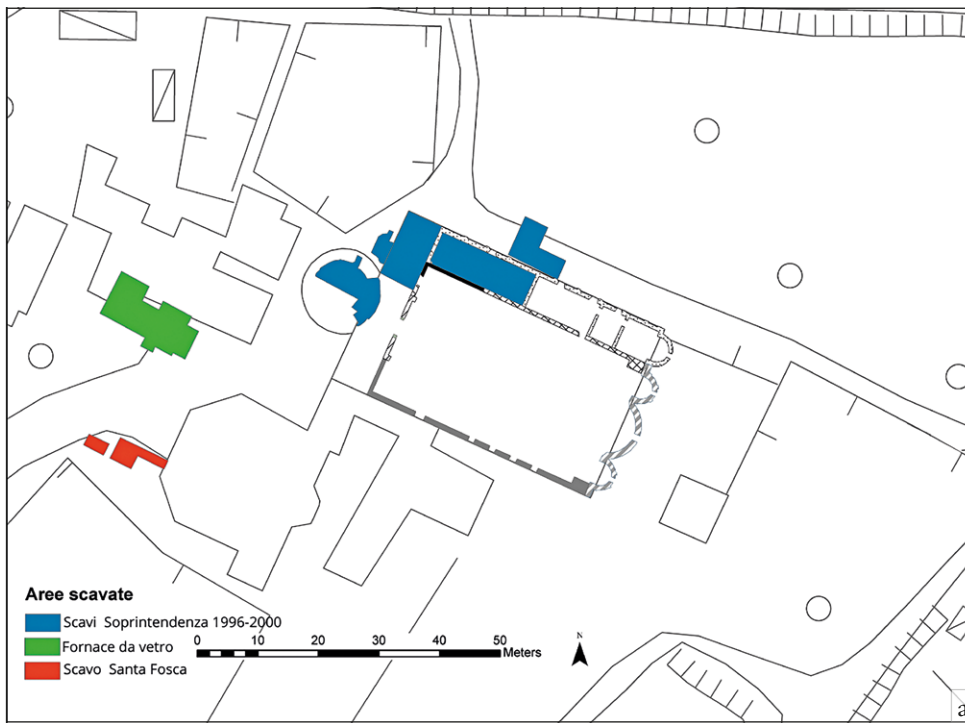 N
Aree scavate
Scavi Soprintendenza 1996-2000
Fornace da vetro
Scavo Santa Fosca
0 10 20 30 40 50
Meters
a